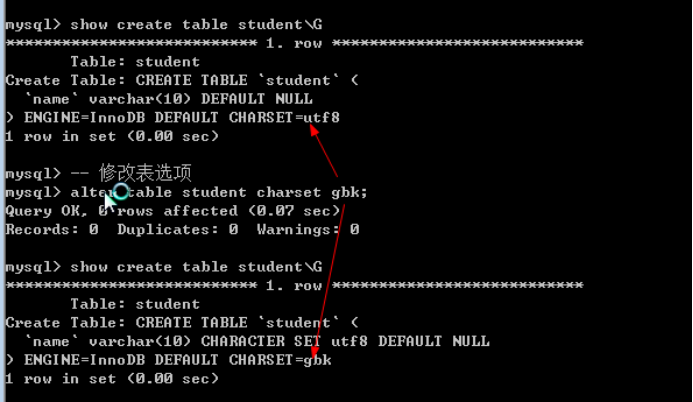 mysql> show create table student\G
*************************** 1. row ***************************
Table: student
Create Table: CREATE TABLE `student` (
`name` varchar(10) DEFAULT NULL
) ENGINE=InnoDB DEFAULT CHARSET=utf8
1 row in set (0.00 sec)
mysql> -- 修改表选项
mysql> alter table student charset gbk;
Query OK, 0 rows affected (0.07 sec)
Records: 0  Duplicates: 0  Warnings: 0
mysql> show create table student\G
*************************** 1. row ***************************
Table: student
Create Table: CREATE TABLE `student` (
`name` varchar(10) CHARACTER SET utf8 DEFAULT NULL
) ENGINE=InnoDB DEFAULT CHARSET=gbk
1 row in set (0.00 sec)